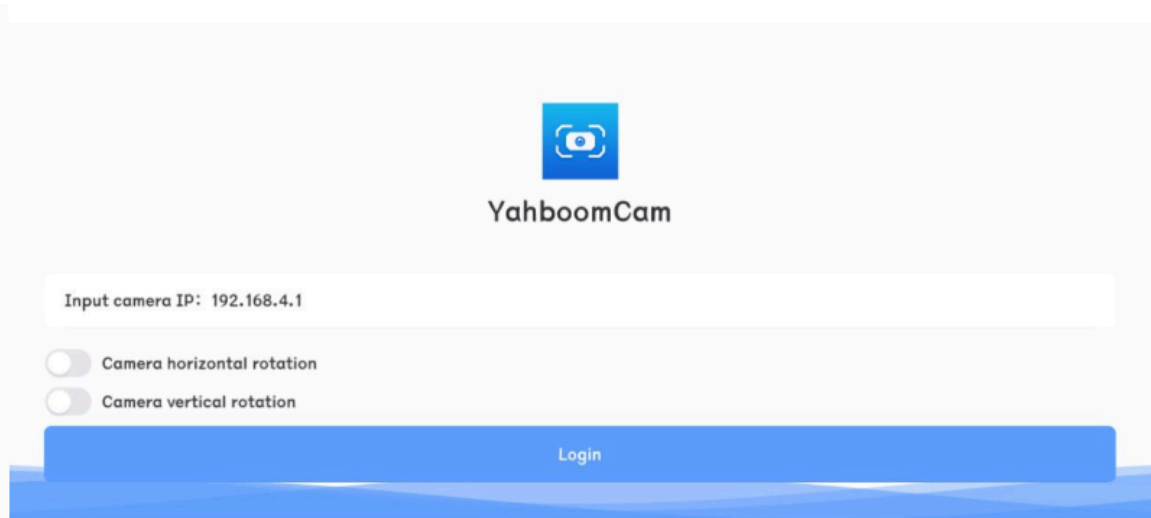 YahboomCam
Input camera IP: 192.168.4.1
Camera horizontal rotation
Camera vertical rotation
Login